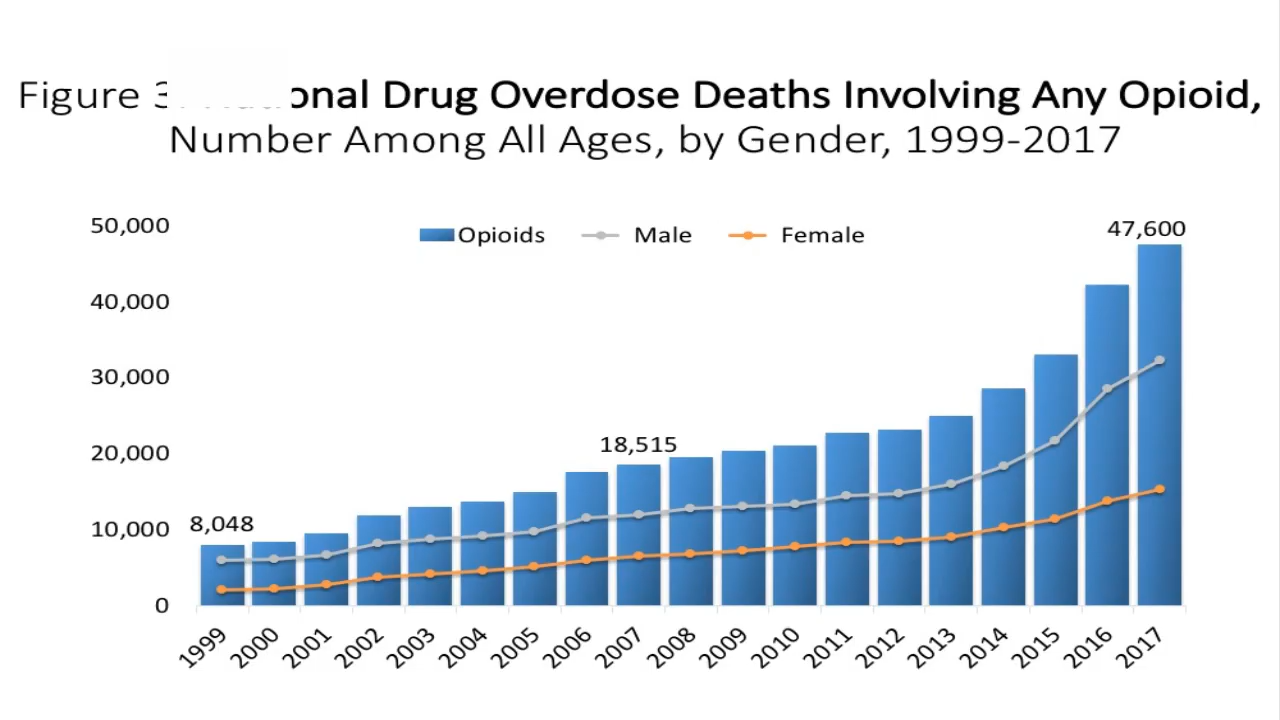 Figure 3. National Drug Overdose Deaths Involving Any Opioid,
Number Among All Ages, by Gender, 1999-2017
50,000
40,000
30,000
20,000
10,000
0
Opioids Male Female
8,048
18,515
47,600
1999 2000 2001 2002 2003 2004 2005 2006 2007 2008 2009 2010 2011 2012 2013 2014 2015 2016 2017